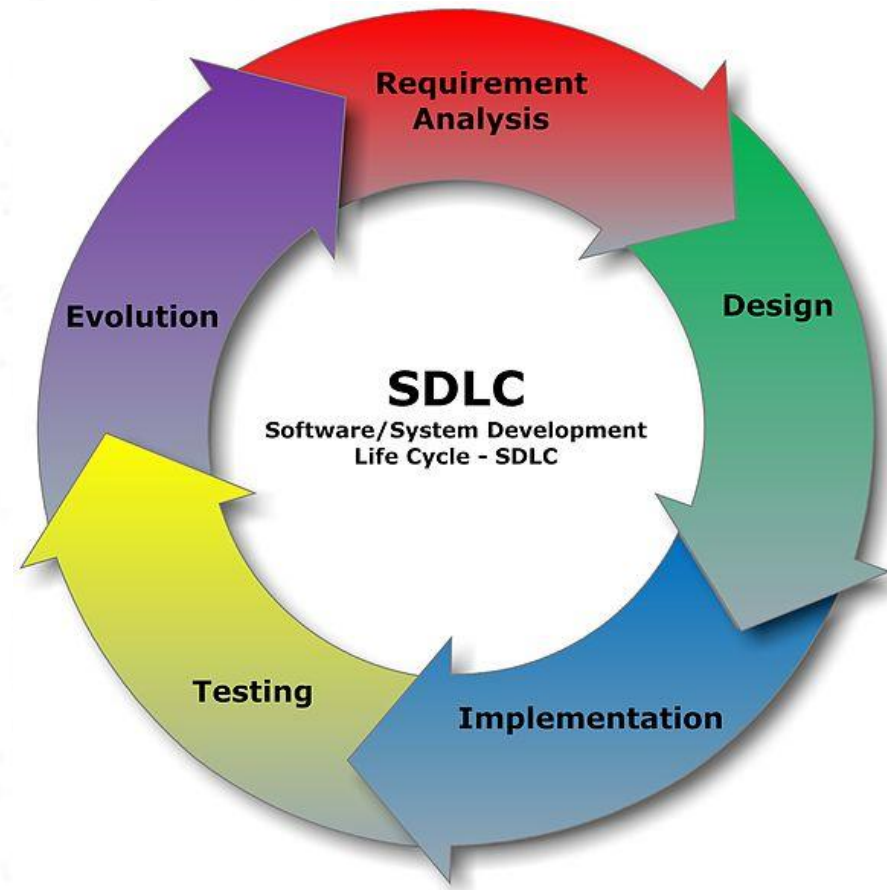 Requirement
Analysis
Design
Implementation
Testing
Evolution
SDLC
Software/System Development
Life Cycle - SDLC